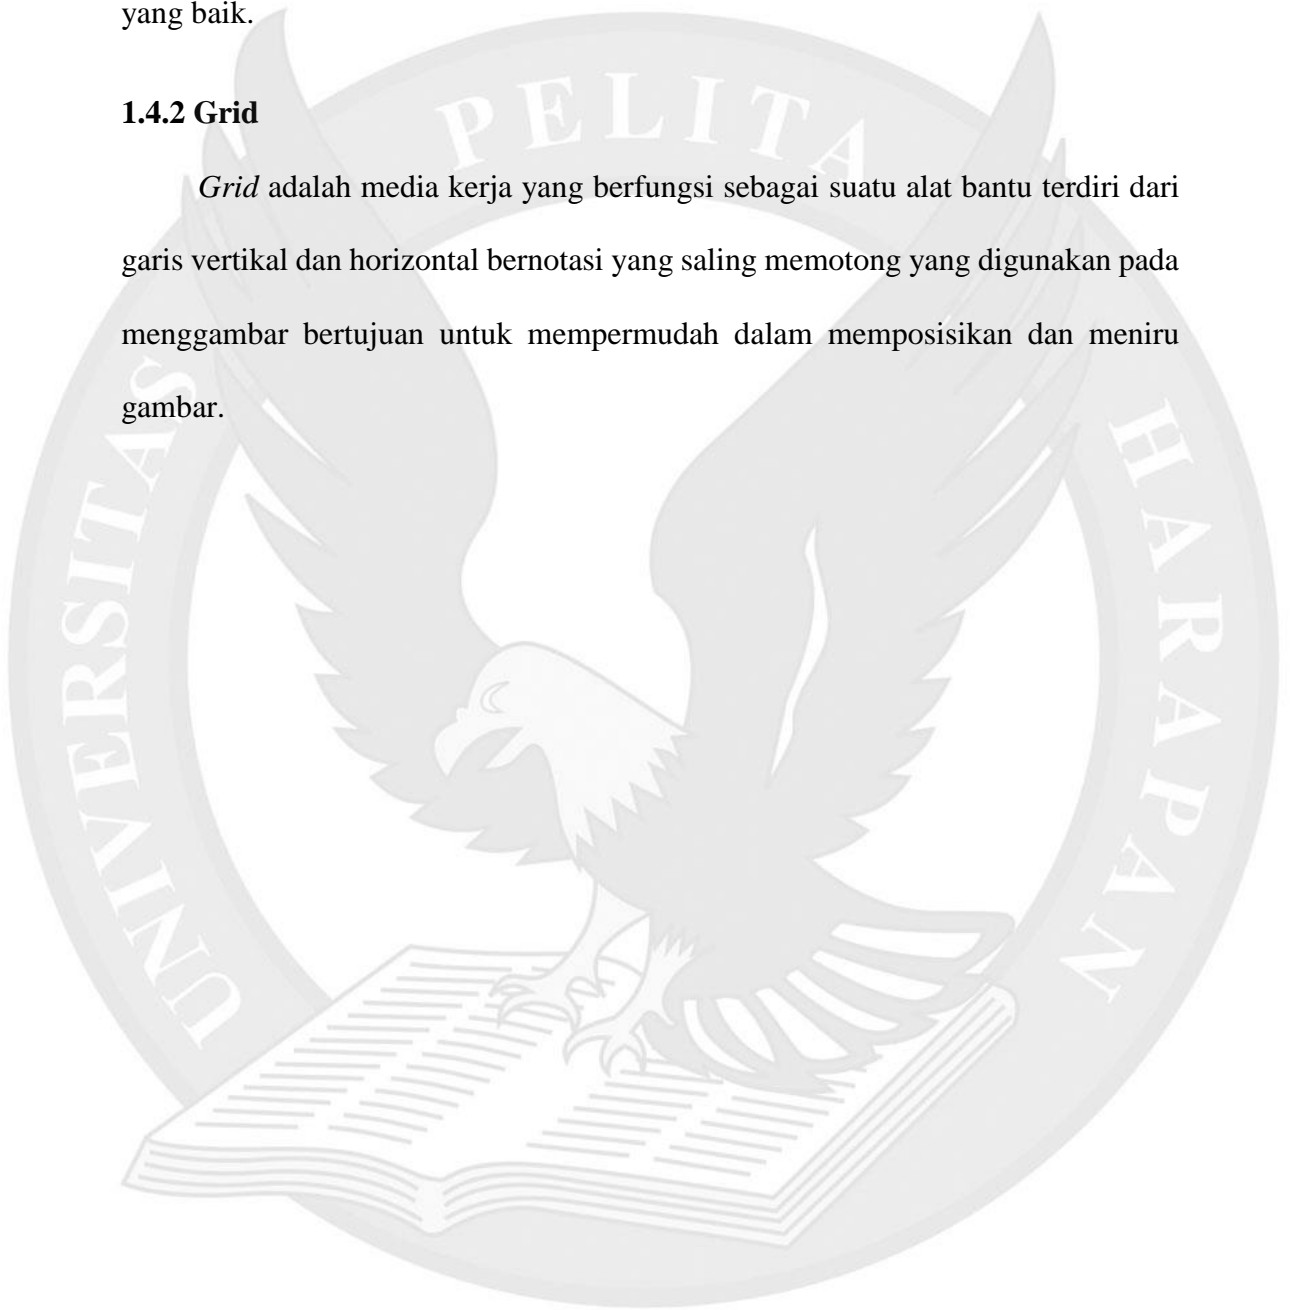 yang baik.
1.4.2 Grid
Grid adalah media kerja yang berfungsi sebagai suatu alat bantu terdiri dari
garis vertikal dan horizontal bernotasi yang saling memotong yang digunakan pada
menggambar bertujuan untuk mempermudah dalam memposisikan dan meniru
gambar.
UNIVERSITAS PELITA HARAPAN